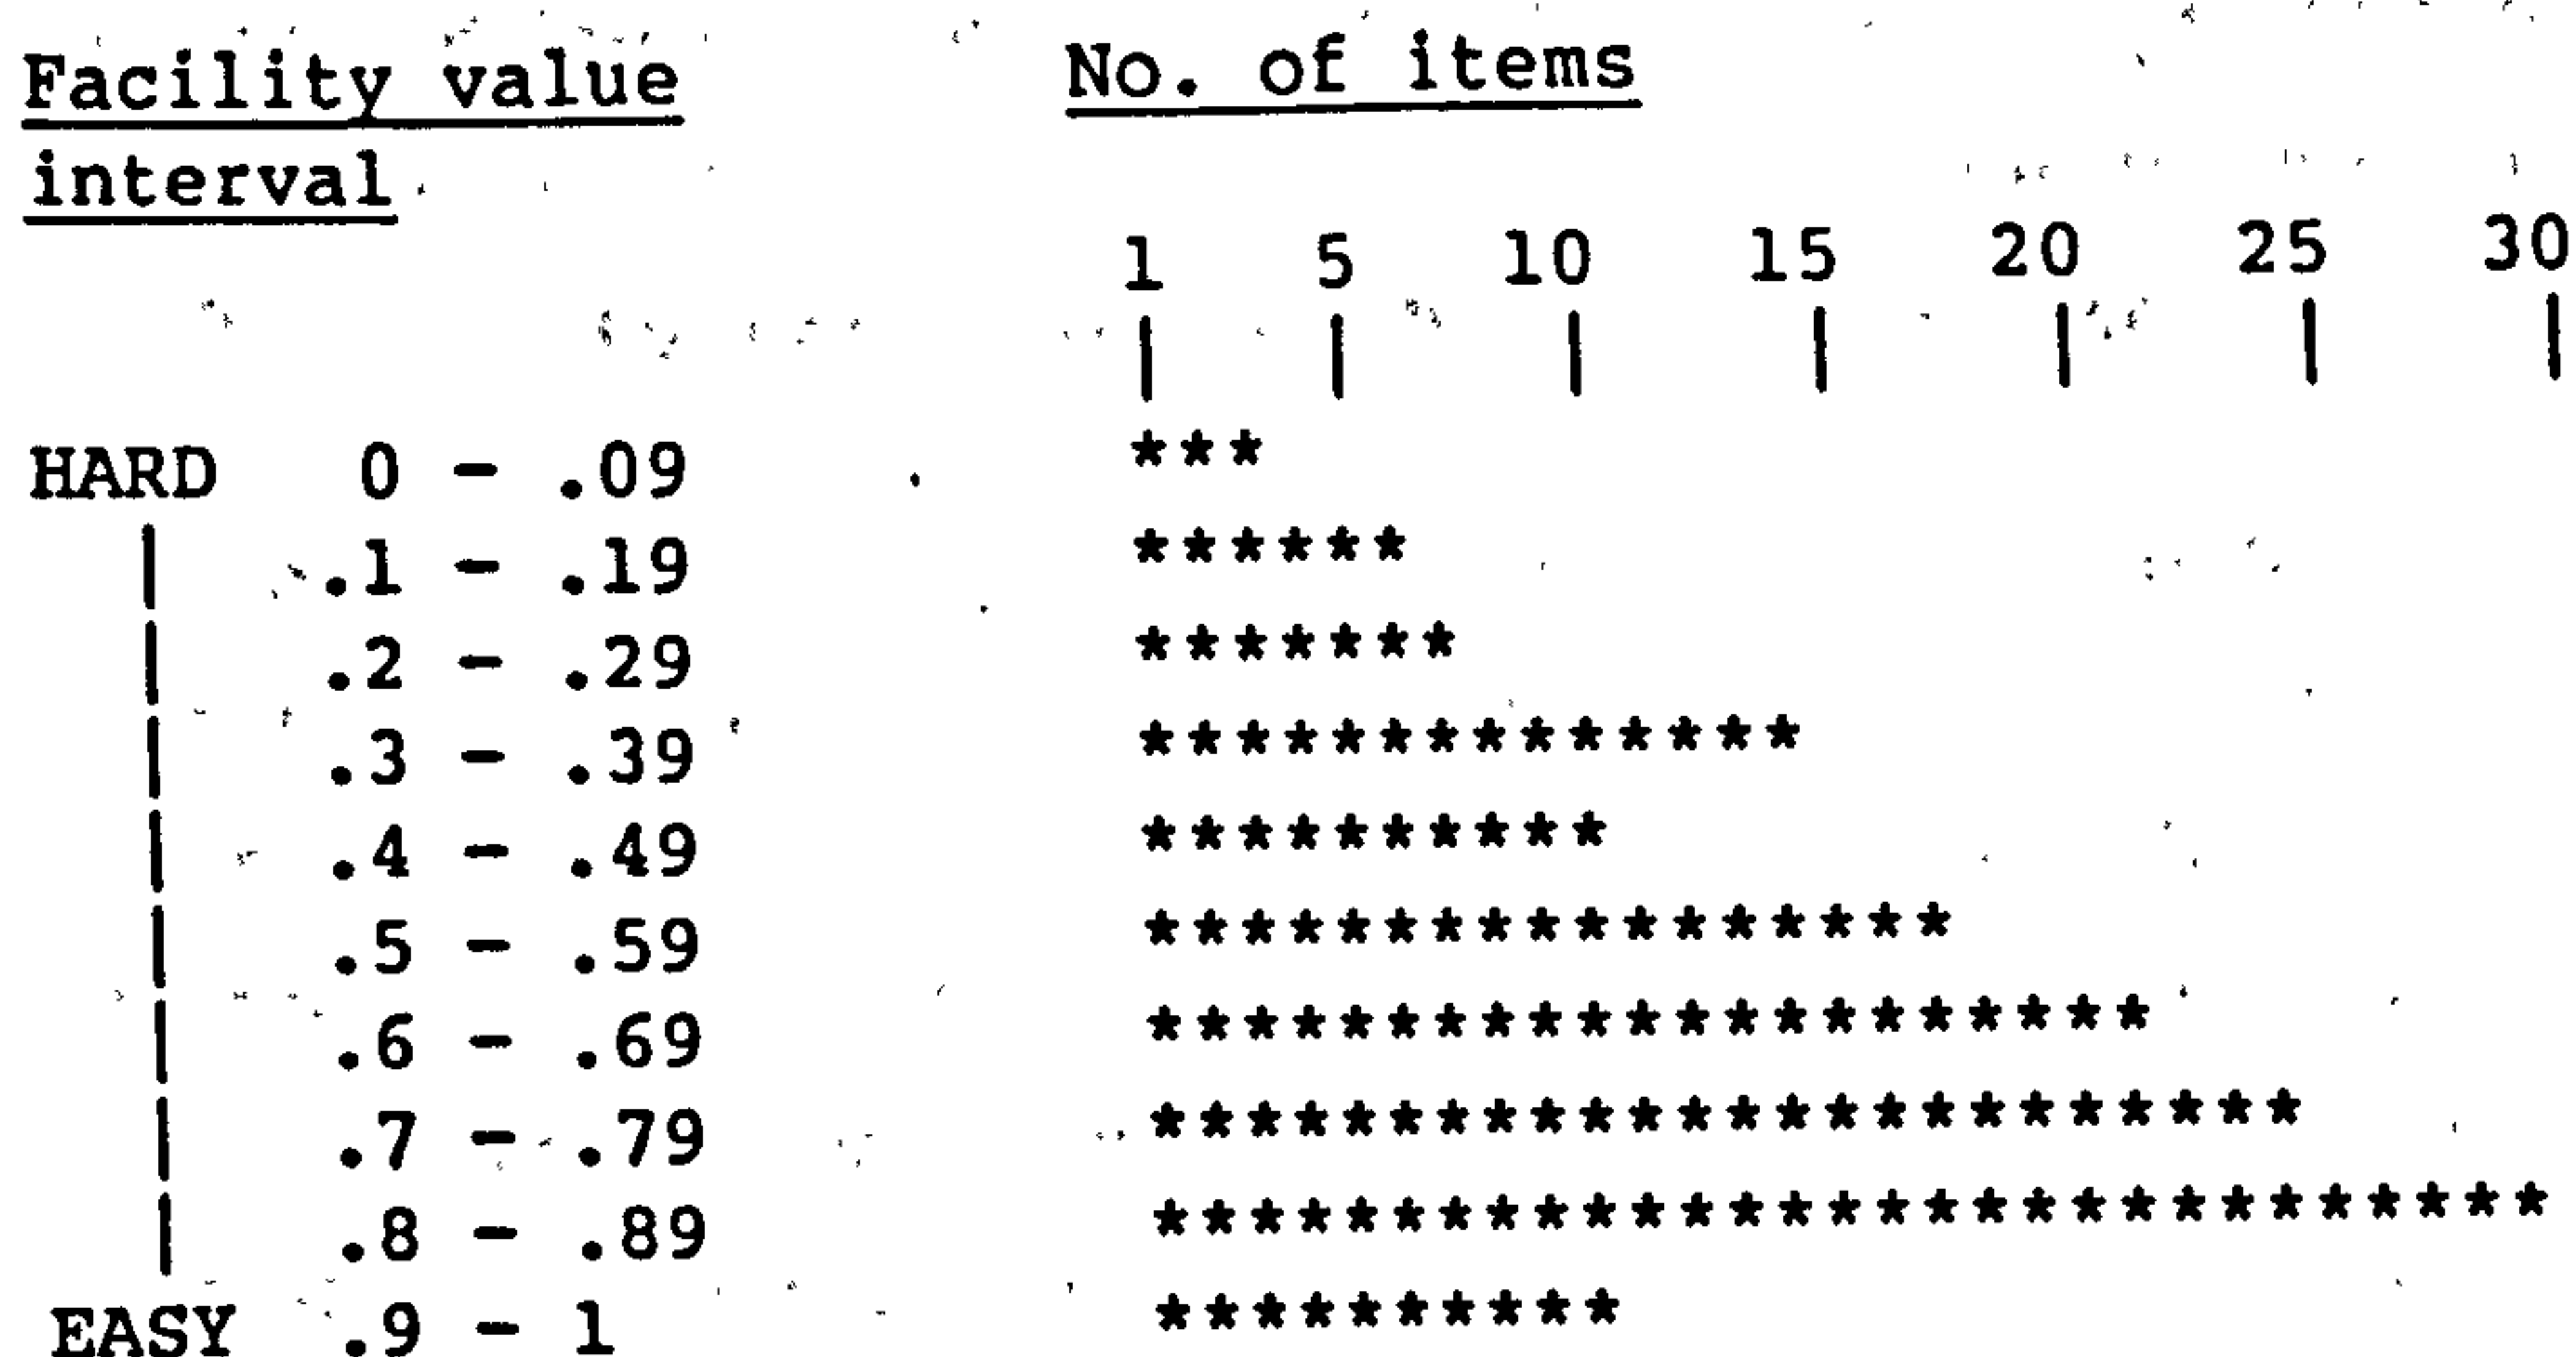 Facility value No. of items
interval
1 5 10 15 20 25 30
| | | | | | |
HARD 0 - .09 ***
| .1 - .19 ******
| .2 - .29 *******
| .3 - .39 **************
| .4 - .49 **********
| .5 - .59 *****************
| .6 - .69 *********************
| .7 - .79 ************************
| .8 - .89 *****************************
EASY .9 - 1 **********